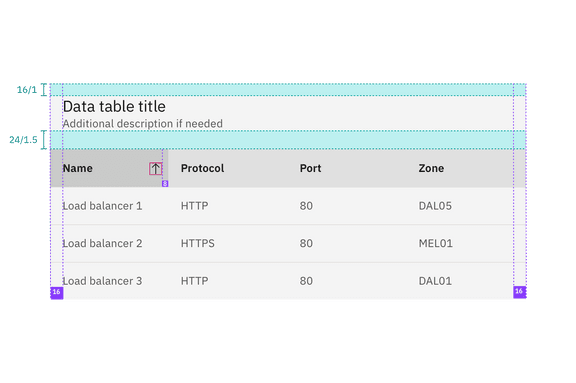 16/1
Data table title
Additional description if needed
24/1.5
Name Protocol Port Zone
8
Load balancer 1 HTTP 80 DAL05
Load balancer 2 HTTPS 80 MEL01
Load balancer 3 HTTP 80 DAL01
16 16